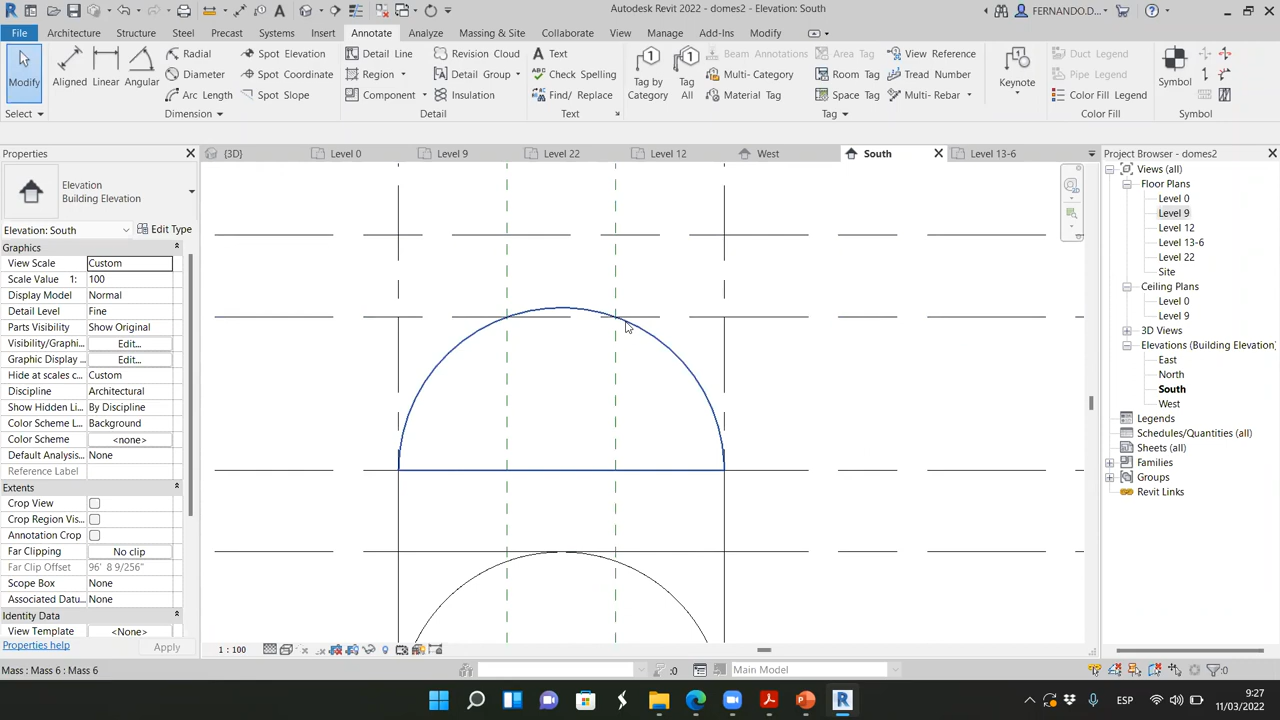 Autodesk Revit 2022 - domes2 - Elevation: South
FERNANDO.D...
File Architecture Structure Steel Precast Systems Insert Annotate Analyze Massing & Site Collaborate View Manage Add-Ins Modify
Modify
Select
Aligned Linear Angular
Radial
Diameter
Arc Length
Spot Elevation
Spot Coordinate
Spot Slope
Dimension
Detail Line
Region
Component
Revision Cloud
Detail Group
Insulation
Detail
Text
Check Spelling
Find/ Replace
Text
Tag by Category
Tag All
Beam Annotations
Multi- Category
Material Tag
Area Tag
Room Tag
Space Tag
View Reference
Tread Number
Multi- Rebar
Tag
Keynote
Duct Legend
Pipe Legend
Color Fill Legend
Color Fill
Symbol
Symbol
Properties
{3D} Level 0 Level 9 Level 22 Level 12 West South Level 13-6
Project Browser - domes2
Elevation
Building Elevation
Elevation: South Edit Type
Graphics
View Scale Custom
Scale Value 1: 100
Display Model Normal
Detail Level Fine
Parts Visibility Show Original
Visibility/Graphi... Edit...
Graphic Display ... Edit...
Hide at scales c... Custom
Discipline Architectural
Show Hidden Li... By Discipline
Color Scheme L... Background
Color Scheme <none>
Default Analysis... None
Reference Label
Extents
Crop View
Crop Region Vis...
Annotation Crop
Far Clipping No clip
Far Clip Offset 96' 8 9/256"
Scope Box None
Associated Datu... None
Identity Data
View Template <None>
Properties help Apply
Views (all)
Floor Plans
Level 0
Level 9
Level 12
Level 13-6
Level 22
Site
Ceiling Plans
Level 0
Level 9
3D Views
Elevations (Building Elevation)
East
North
South
West
Legends
Schedules/Quantities (all)
Sheets (all)
Families
Groups
Revit Links
2D
1 : 100
Mass : Mass 6 : Mass 6
:0
Main Model
:0
ESP
9:27
11/03/2022